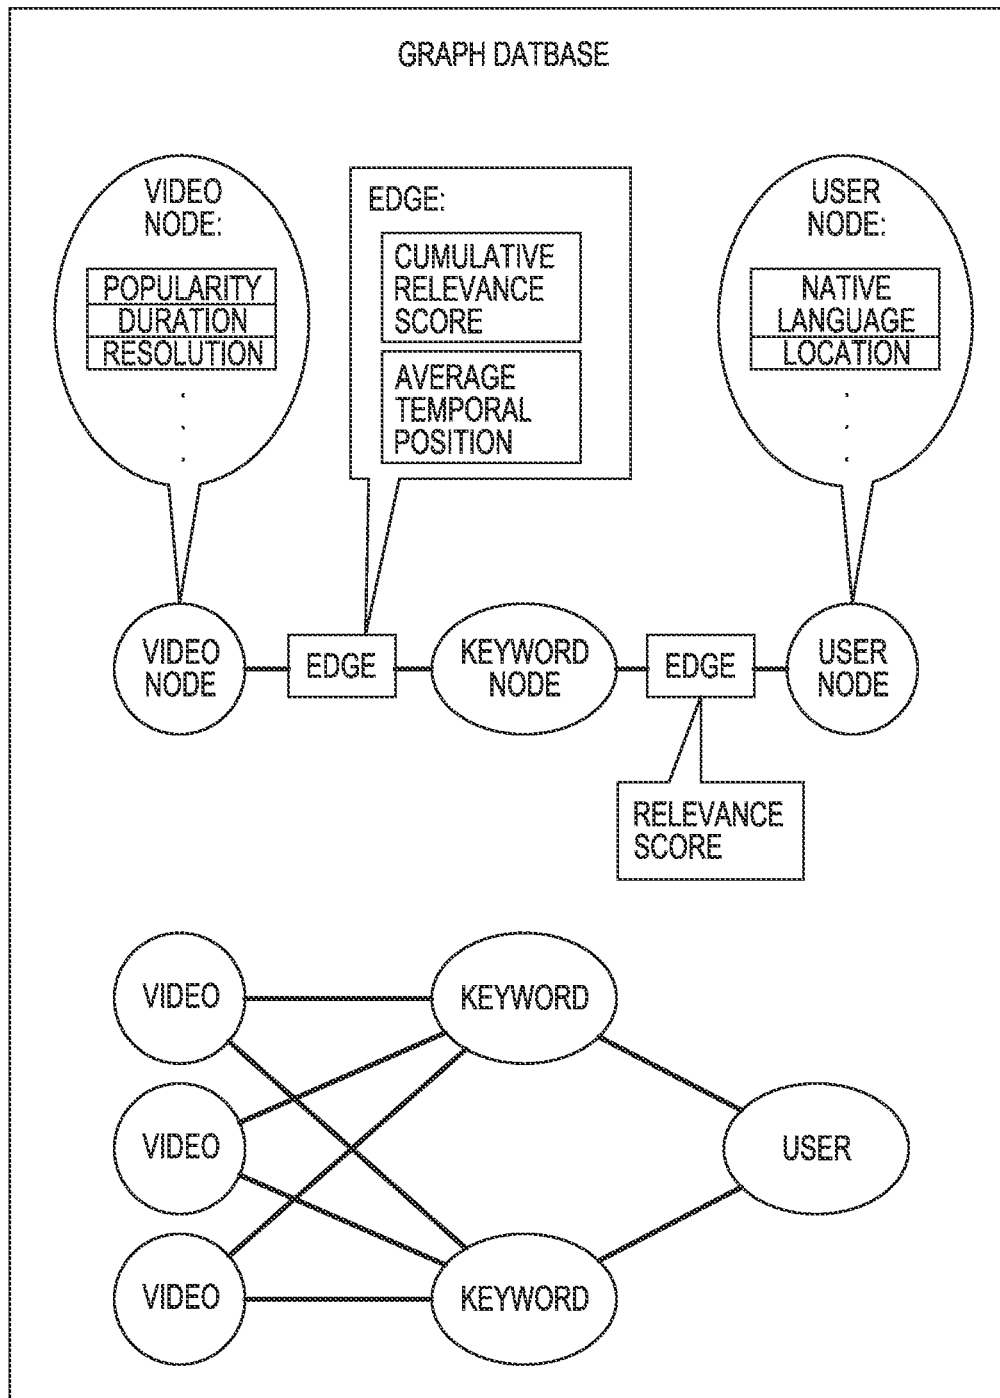 GRAPH DATBASE
VIDEO
NODE:
POPULARITY
DURATION
RESOLUTION
EDGE:
CUMULATIVE
RELEVANCE
SCORE
AVERAGE
TEMPORAL
POSITION
USER
NODE:
NATIVE
LANGUAGE
LOCATION
VIDEO
NODE
EDGE
KEYWORD
NODE
EDGE
USER
NODE
RELEVANCE
SCORE
VIDEO
KEYWORD
VIDEO
USER
VIDEO
KEYWORD